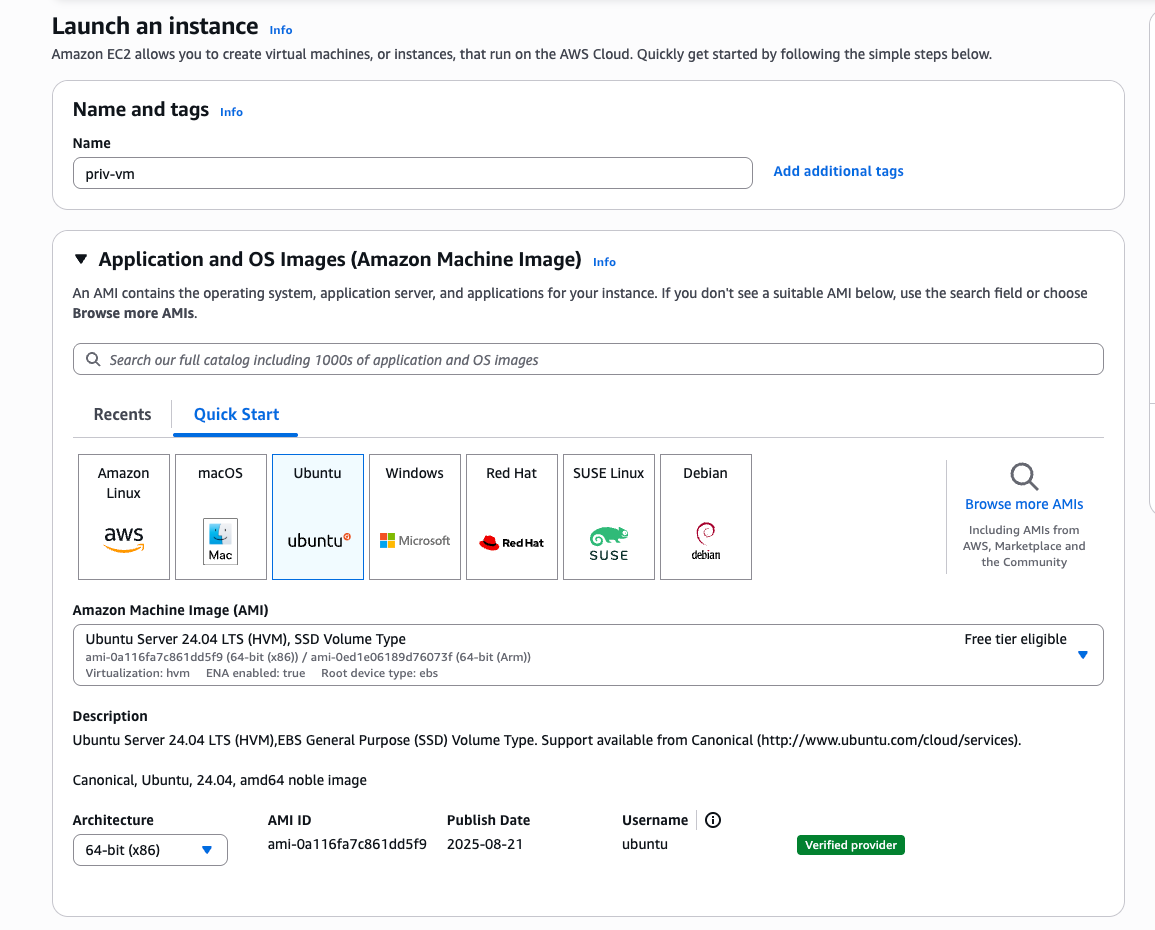 Launch an instance Info
Amazon EC2 allows you to create virtual machines, or instances, that run on the AWS Cloud. Quickly get started by following the simple steps below.
Name and tags Info
Name
priv-vm
Add additional tags
Application and OS Images (Amazon Machine Image) Info
An AMI contains the operating system, application server, and applications for your instance. If you don't see a suitable AMI below, use the search field or choose
Browse more AMIs.
Search our full catalog including 1000s of application and OS images
Recents
Quick Start
Amazon
Linux
aws
macOS
Mac
Ubuntu
ubuntu
Windows
Microsoft
Red Hat
Red Hat
SUSE Linux
SUSE
Debian
debian
Browse more AMIs
Including AMIs from
AWS, Marketplace and
the Community
Amazon Machine Image (AMI)
Ubuntu Server 24.04 LTS (HVM), SSD Volume Type
Free tier eligible
ami-0a116fa7c861dd5f9 (64-bit (x86)) / ami-0ed1e06189d76073f (64-bit (Arm))
Virtualization: hvm ENA enabled: true Root device type: ebs
Description
Ubuntu Server 24.04 LTS (HVM),EBS General Purpose (SSD) Volume Type. Support available from Canonical (http://www.ubuntu.com/cloud/services).
Canonical, Ubuntu, 24.04, amd64 noble image
Architecture
64-bit (x86)
AMI ID
ami-0a116fa7c861dd5f9
Publish Date
2025-08-21
Username
ubuntu
Verified provider